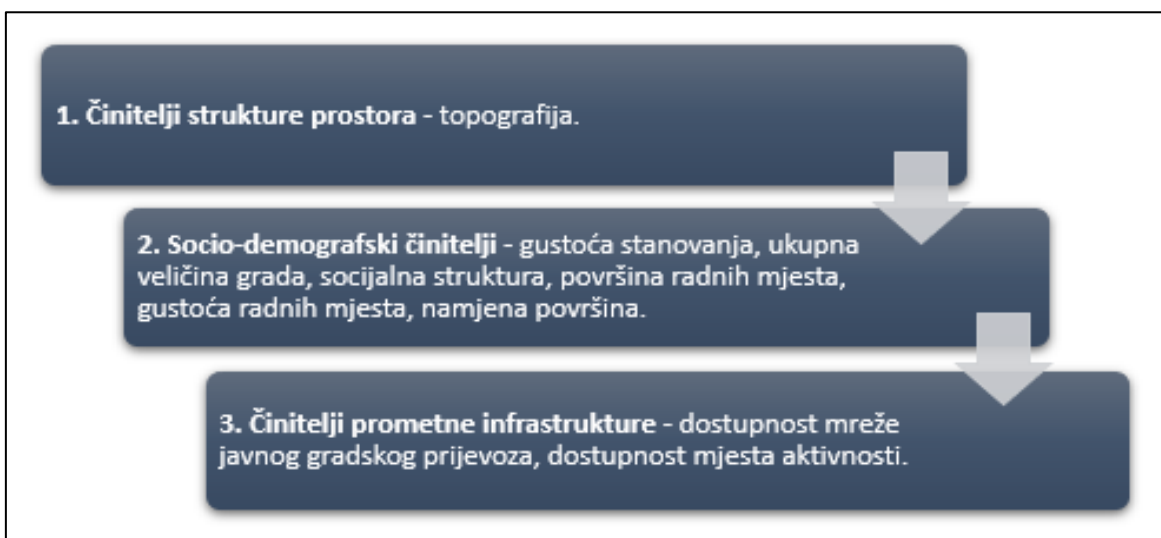 1. Činitelji strukture prostora - topografija.
2. Socio-demografski činitelji - gustoća stanovanja, ukupna
veličina grada, socijalna struktura, površina radnih mjesta,
gustoća radnih mjesta, namjena površina.
3. Činitelji prometne infrastrukture - dostupnost mreže
javnog gradskog prijevoza, dostupnost mjesta aktivnosti.